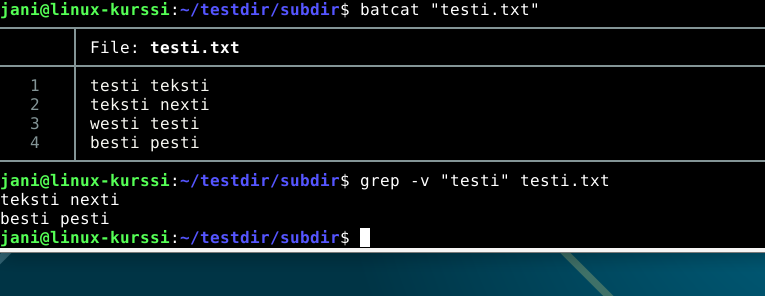 jani@linux-kurssi:~/testdir/subdir$ batcat "testi.txt"
File: testi.txt
1 testi teksti
2 teksti nexti
3 westi testi
4 besti pesti
jani@linux-kurssi:~/testdir/subdir$ grep -v "testi" testi.txt
teksti nexti
besti pesti
jani@linux-kurssi:~/testdir/subdir$